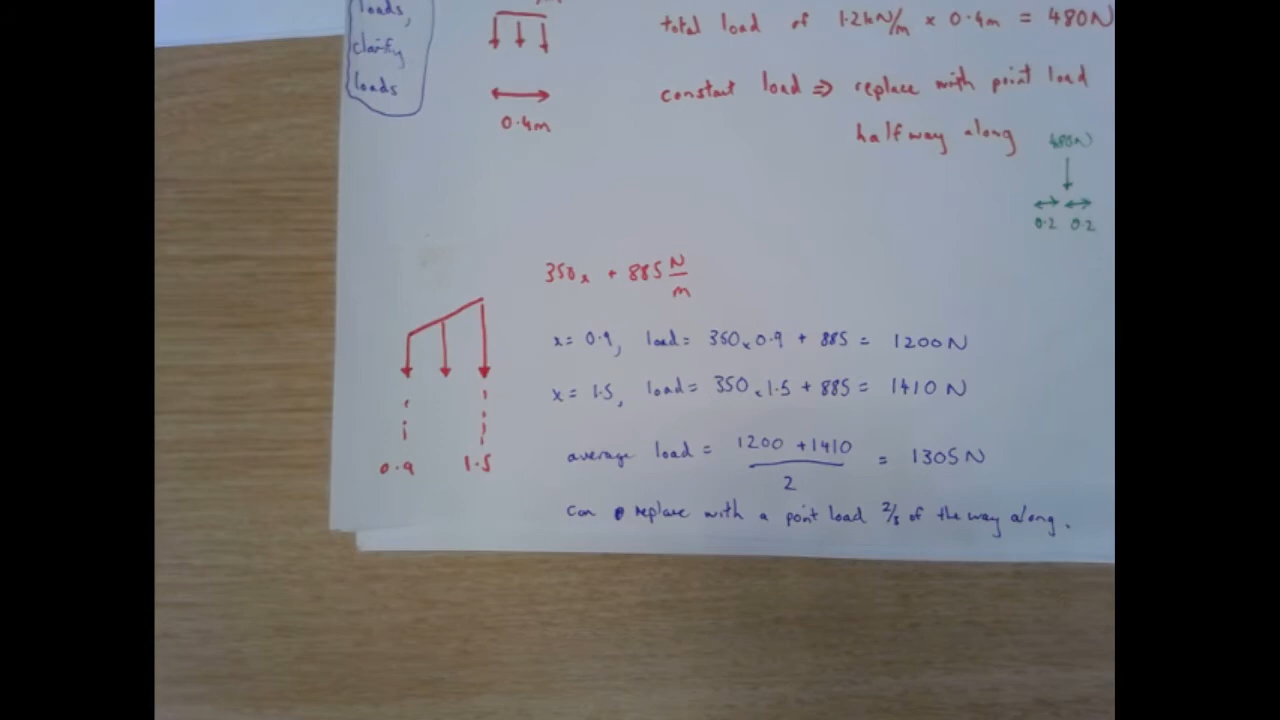 loads,
clarify
loads
0.4m
total load of 1.2kN/m x 0.4m = 480N
constant load => replace with point load
halfway along
480N
0.2 0.2
350x + 885 N/m
x = 0.9, load = 350 x 0.9 + 885 = 1200N
x = 1.5, load = 350 x 1.5 + 885 = 1410N
0.9 1.5
average load = 1200 + 1410 / 2 = 1305N
can replace with a point load 2/3 of the way along.